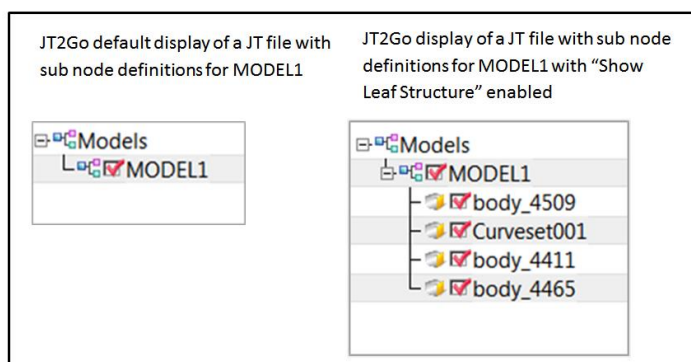 JT2Go default display of a JT file with
sub node definitions for MODEL1
Models
MODEL1
JT2Go display of a JT file with sub node
definitions for MODEL1 with “Show
Leaf Structure” enabled
Models
MODEL1
body_4509
Curveset001
body_4411
body_4465